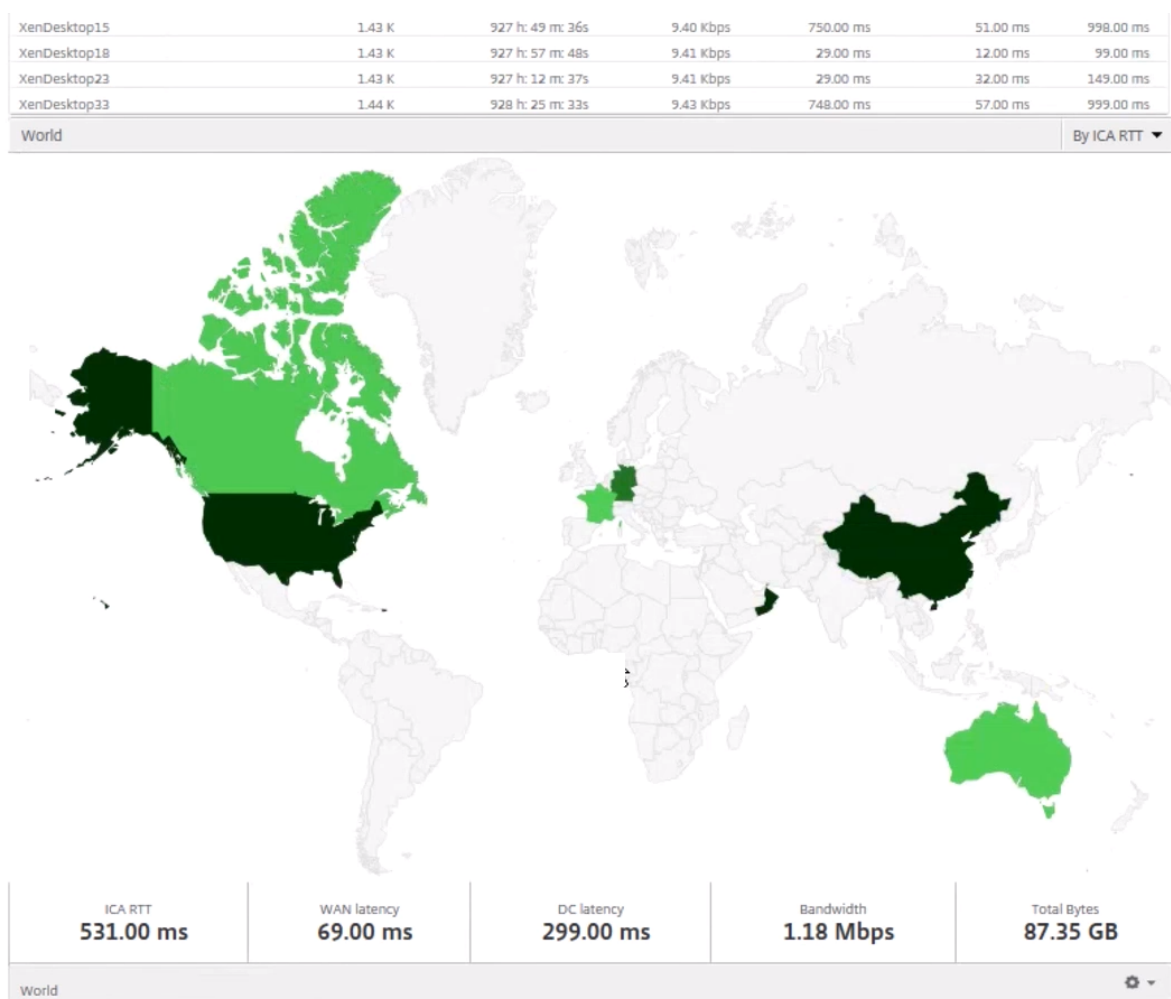 XenDesktop15 1.43 K 927 h: 49 m: 36s 9.40 Kbps 750.00 ms 51.00 ms 998.00 ms
XenDesktop18 1.43 K 927 h: 57 m: 48s 9.41 Kbps 29.00 ms 12.00 ms 99.00 ms
XenDesktop23 1.43 K 927 h: 12 m: 37s 9.41 Kbps 29.00 ms 32.00 ms 149.00 ms
XenDesktop33 1.44 K 928 h: 25 m: 33s 9.43 Kbps 748.00 ms 57.00 ms 999.00 ms
World By ICA RTT
ICA RTT WAN latency DC latency Bandwidth Total Bytes
531.00 ms 69.00 ms 299.00 ms 1.18 Mbps 87.35 GB
World